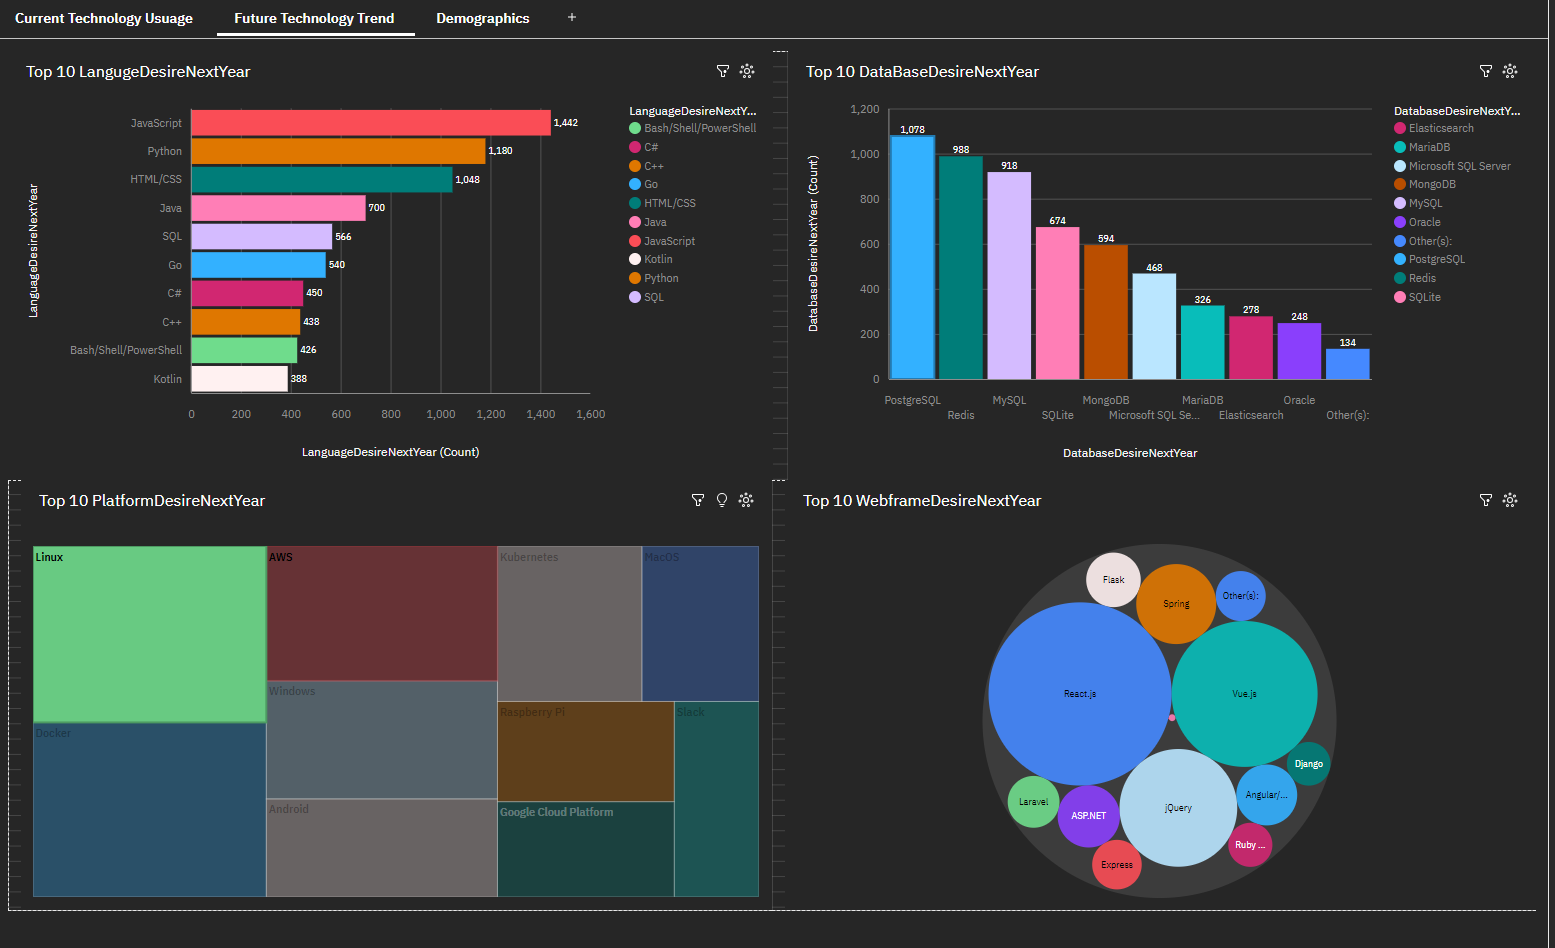 Current Technology Usuage
Future Technology Trend
Demographics
+
Top 10 LangugeDesireNextYear
LanguageDesireNextYear
JavaScript
1,442
Python
1,180
HTML/CSS
1,048
Java
700
SQL
566
Go
540
C#
450
C++
438
Bash/Shell/PowerShell
426
Kotlin
388
0 200 400 600 800 1,000 1,200 1,400 1,600
LanguageDesireNextYear (Count)
LanguageDesireNextY...
Bash/Shell/PowerShell
C#
C++
Go
HTML/CSS
Java
JavaScript
Kotlin
Python
SQL
Top 10 DataBaseDesireNextYear
DatabaseDesireNextYear (Count)
1,200
1,000
800
600
400
200
0
1,078
988
918
674
594
468
326
278
248
134
PostgreSQL
Redis
MySQL
SQLite
MongoDB
Microsoft SQL Se...
MariaDB
Elasticsearch
Oracle
Other(s):
DatabaseDesireNextYear
DatabaseDesireNextY...
Elasticsearch
MariaDB
Microsoft SQL Server
MongoDB
MySQL
Oracle
Other(s):
PostgreSQL
Redis
SQLite
Top 10 PlatformDesireNextYear
Linux
AWS
Kubernetes
MacOS
Windows
Raspberry Pi
Slack
Docker
Android
Google Cloud Platform
Top 10 WebframeDesireNextYear
Flask
Spring
Other(s):
React.js
Vue.js
Django
Angular/...
Laravel
jQuery
ASP.NET
Ruby ...
Express